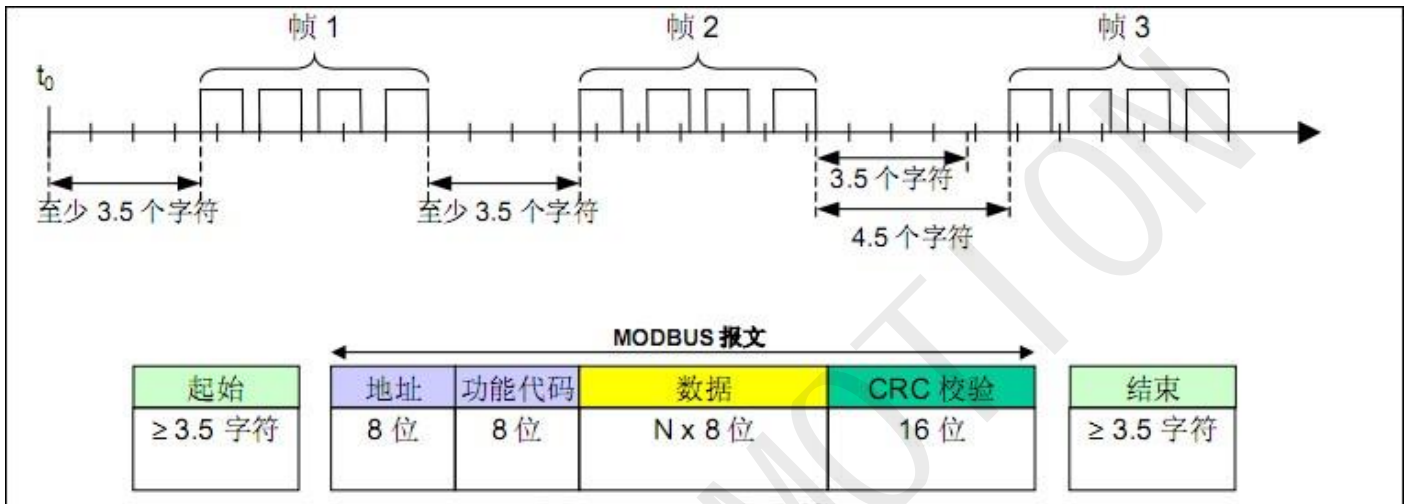 帧 1
帧 2
帧 3
t0
3.5 个字符
至少 3.5 个字符
至少 3.5 个字符
4.5 个字符
MODBUS 报文
起始
地址
功能代码
数据
CRC 校验
结束
≥ 3.5 字符
8 位
8 位
N x 8 位
16 位
≥ 3.5 字符
MOTION